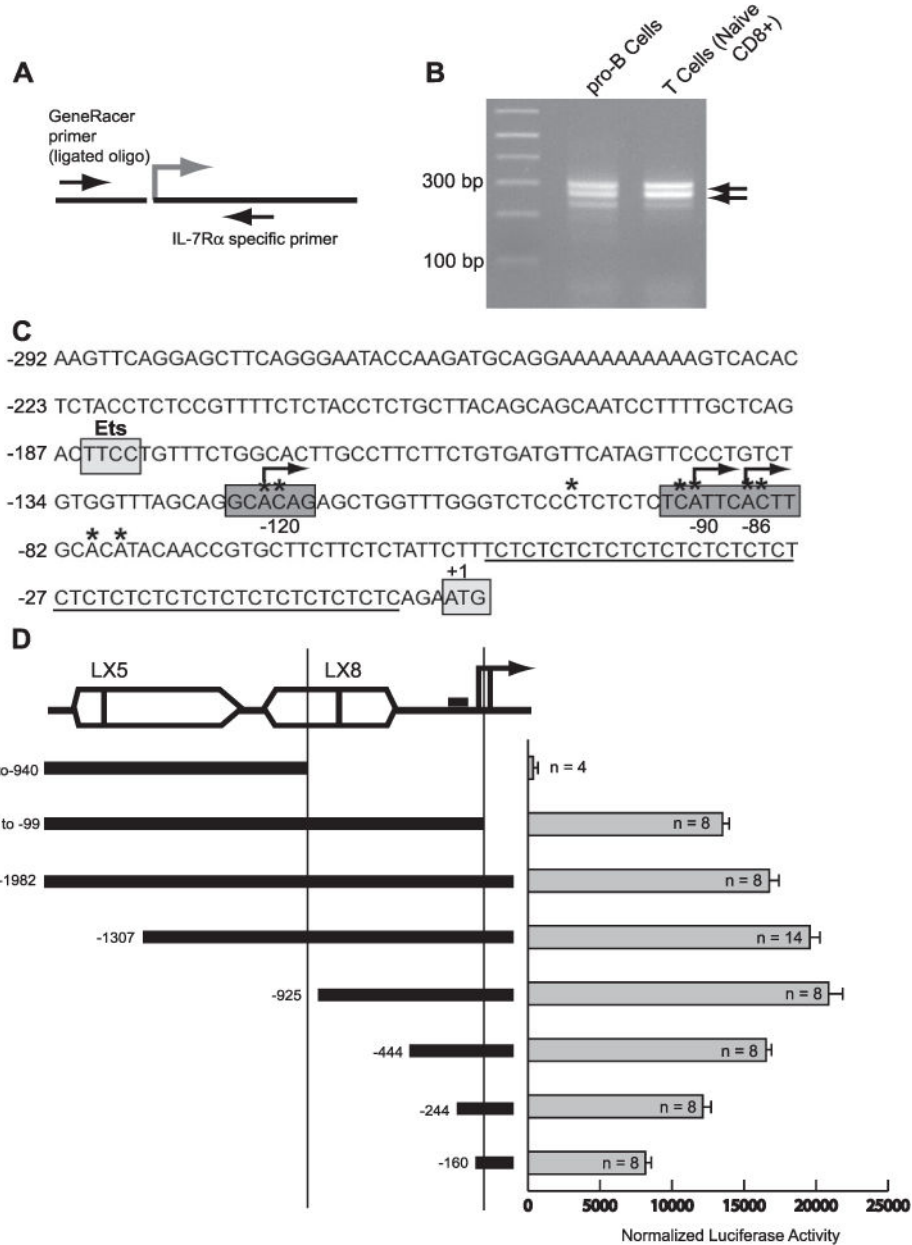 A
GeneRacer
primer
(ligated oligo)
IL-7Rα specific primer
B
pro-B Cells
T Cells (Naive
CD8+)
300 bp
100 bp
C
-292 AAGTTCAGGAGCTTCAGGGAATACCAAGATGCAGGAAAAAAAAAAAGTCACAC
-223 TCTACCTCTCCGTTTTCTCTACCTCTGCTTACAGCAGCAATCCTTTTGCTCAG
Ets
-187 ACTTCCTGTTTCTGGCACTTGCCTTCTTCTGTGATGTTCATAGTTCCCTGTCT
* * * * * * *
-134 GTGGTTTAGCAGGCACAGAGCTGGTTTGGGTCTCCCTCTCTCTCATTCACTT
-120 -90 -86
* *
-82 GCACATACAACCGTGCTTCTTCTCTATTCTTTCTCTCTCTCTCTCTCTCTCTCT
+1
-27 CTCTCTCTCTCTCTCTCTCTCTCTCAGAATG
D
LX5 LX8
o-940 n = 4
to -99 n = 8
-1982 n = 8
-1307 n = 14
-925 n = 8
-444 n = 8
-244 n = 8
-160 n = 8
0 5000 10000 15000 20000 25000
Normalized Luciferase Activity